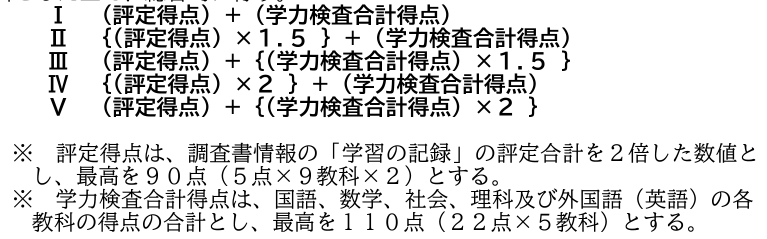 Ⅰ　（評定得点）＋（学力検査合計得点）
Ⅱ　｛（評定得点）×１.５ ｝＋（学力検査合計得点）
Ⅲ　（評定得点）＋｛（学力検査合計得点）×１.５ ｝
Ⅳ　｛（評定得点）×２ ｝＋（学力検査合計得点）
Ⅴ　（評定得点）＋｛（学力検査合計得点）×２ ｝
※　評定得点は、調査書情報の「学習の記録」の評定合計を２倍した数値と
し、最高を９０点（５点×９教科×２）とする。
※　学力検査合計得点は、国語、数学、社会、理科及び外国語（英語）の各
教科の得点の合計とし、最高を１１０点（２２点×５教科）とする。